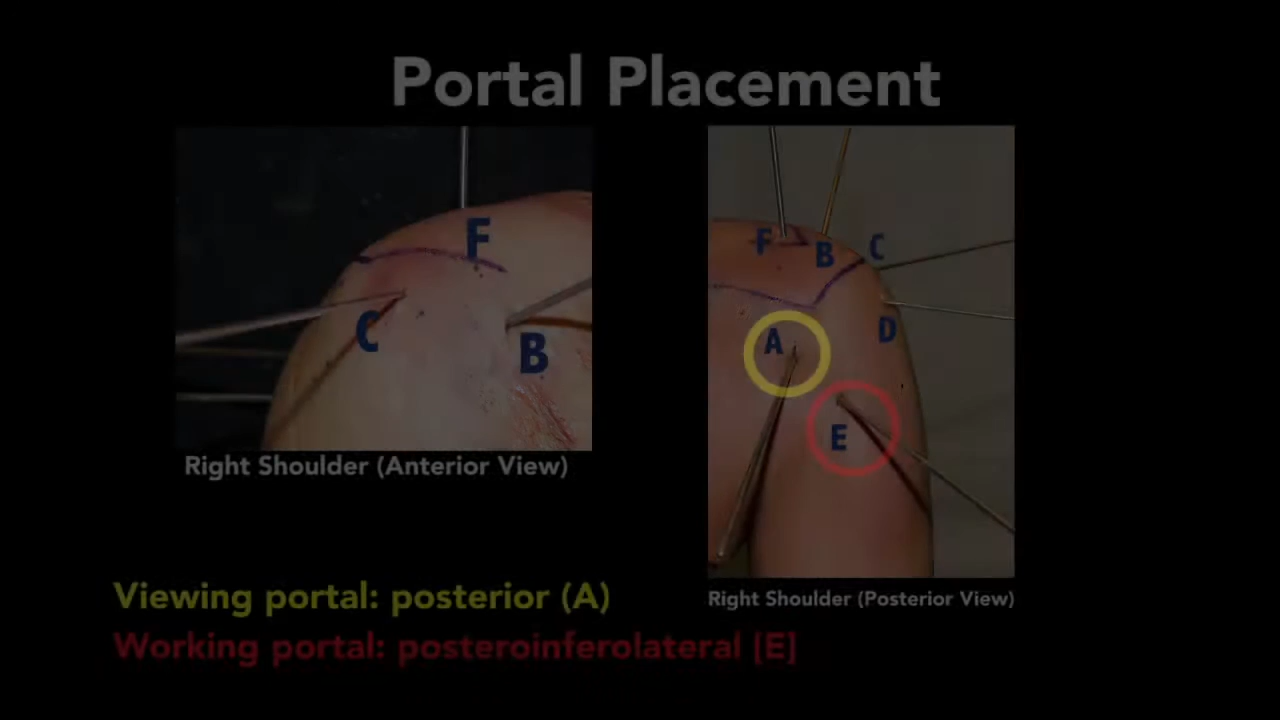 Portal Placement
F
C
B
Right Shoulder (Anterior View)
F
B
C
A
D
E
Right Shoulder (Posterior View)
Viewing portal: posterior (A)
Working portal: posteroinferolateral [E]